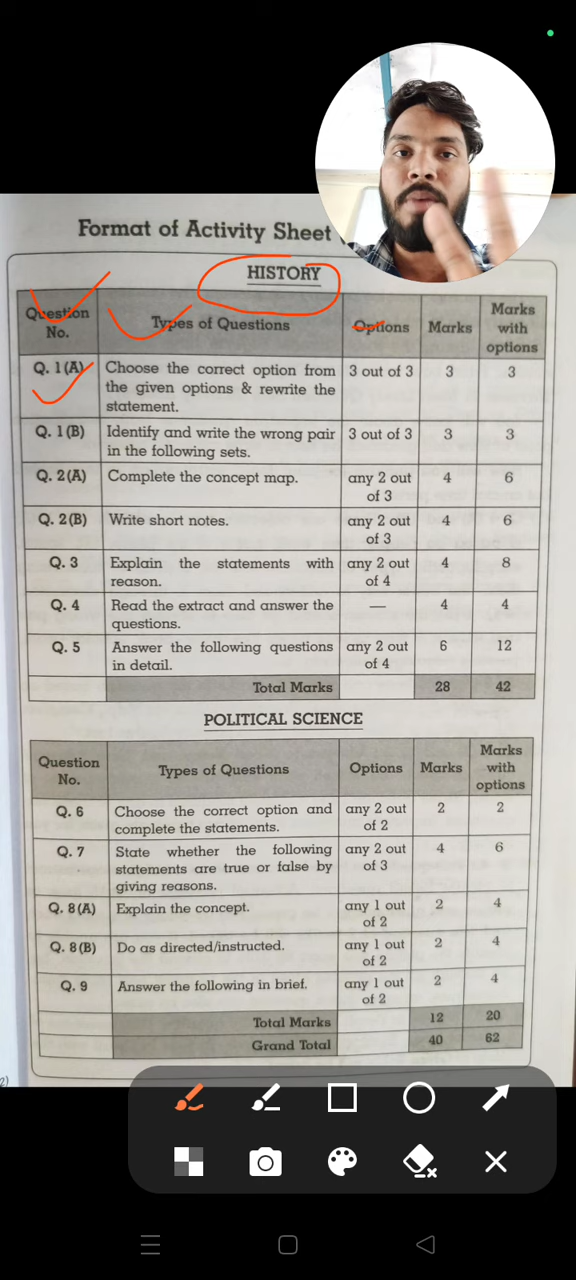 Format of Activity Sheet
HISTORY
Question No. Types of Questions Options Marks Marks with options
Q. 1(A) Choose the correct option from the given options & rewrite the statement. 3 out of 3 3 3
Q. 1(B) Identify and write the wrong pair in the following sets. 3 out of 3 3 3
Q. 2(A) Complete the concept map. any 2 out of 3 4 6
Q. 2(B) Write short notes. any 2 out of 3 4 6
Q. 3 Explain the statements with reason. any 2 out of 4 4 8
Q. 4 Read the extract and answer the questions. — 4 4
Q. 5 Answer the following questions in detail. any 2 out of 4 6 12
Total Marks 28 42
POLITICAL SCIENCE
Question No. Types of Questions Options Marks Marks with options
Q. 6 Choose the correct option and complete the statements. any 2 out of 2 2 2
Q. 7 State whether the following statements are true or false by giving reasons. any 2 out of 3 4 6
Q. 8(A) Explain the concept. any 1 out of 2 2 4
Q. 8(B) Do as directed/instructed. any 1 out of 2 2 4
Q. 9 Answer the following in brief. any 1 out of 2 2 4
Total Marks 12 20
Grand Total 40 62